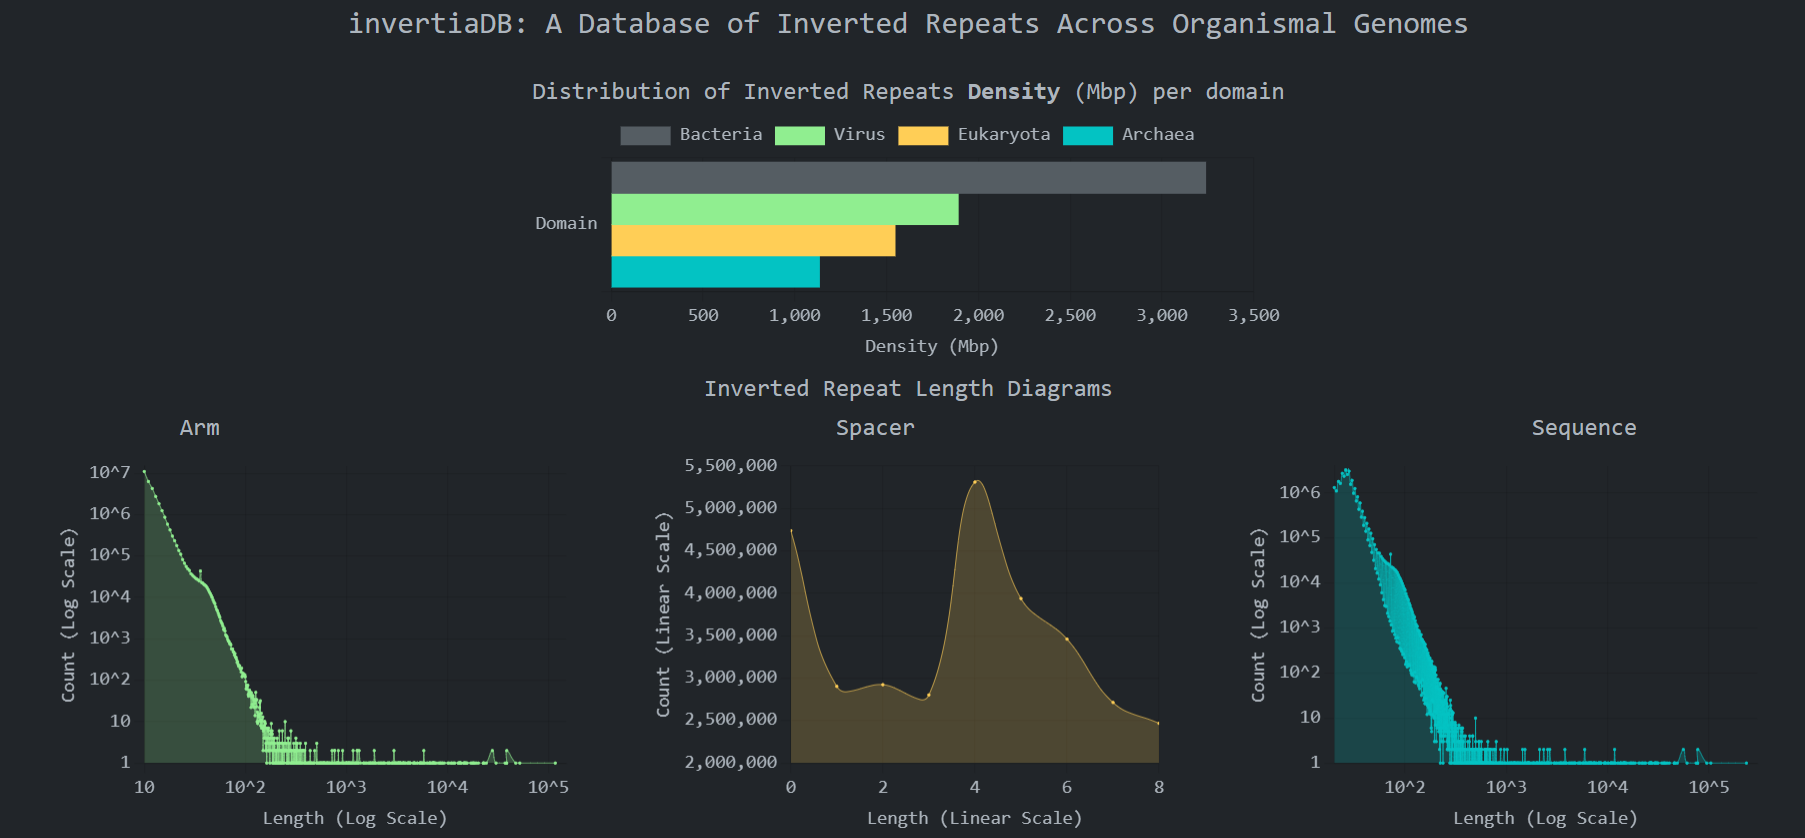 invertiaDB: A Database of Inverted Repeats Across Organismal Genomes
Distribution of Inverted Repeats Density (Mbp) per domain
Bacteria Virus Eukaryota Archaea
Domain
0 500 1,000 1,500 2,000 2,500 3,000 3,500
Density (Mbp)
Inverted Repeat Length Diagrams
Arm
Count (Log Scale)
10^7
10^6
10^5
10^4
10^3
10^2
10
1
10 10^2 10^3 10^4 10^5
Length (Log Scale)
Spacer
Count (Linear Scale)
5,500,000
5,000,000
4,500,000
4,000,000
3,500,000
3,000,000
2,500,000
2,000,000
0 2 4 6 8
Length (Linear Scale)
Sequence
Count (Log Scale)
10^6
10^5
10^4
10^3
10^2
10
1
10^2 10^3 10^4 10^5
Length (Log Scale)